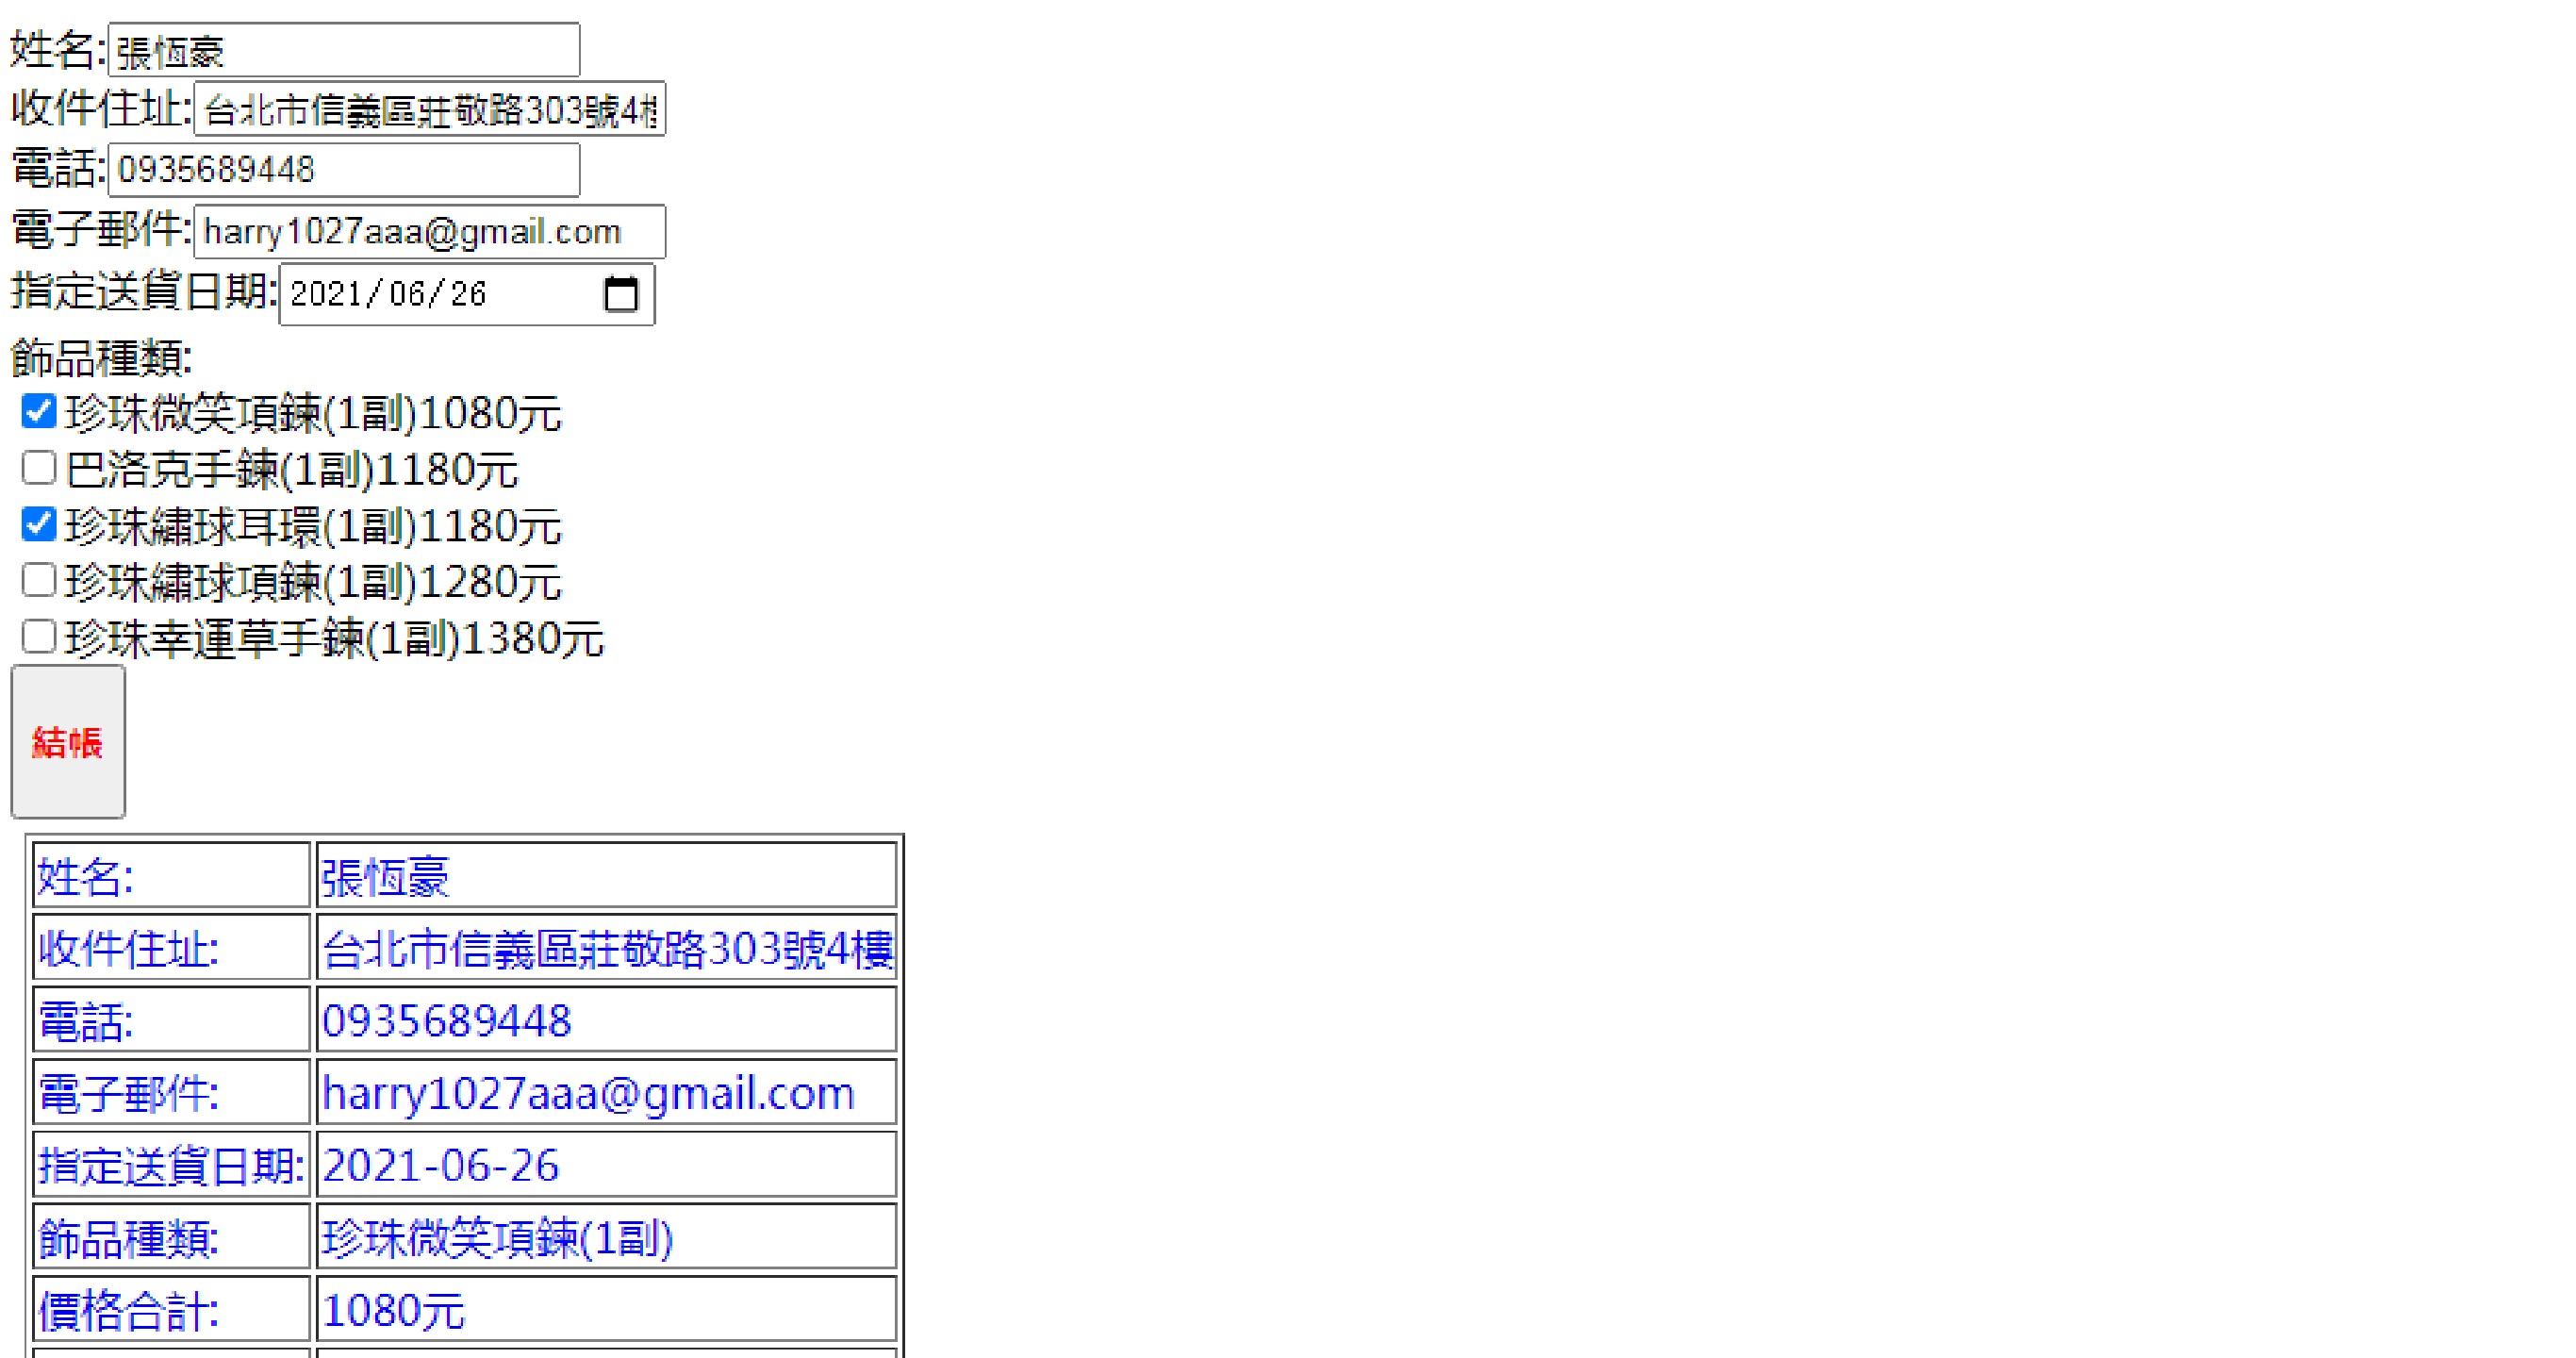 姓名:張恆豪
收件住址:台北市信義區莊敬路303號4樓
電話:0935689448
電子郵件:harry1027aaa@gmail.com
指定送貨日期:2021/06/26
飾品種類:
珍珠微笑項鍊(1副)1080元
巴洛克手鍊(1副)1180元
珍珠繡球耳環(1副)1180元
珍珠繡球項鍊(1副)1280元
珍珠幸運草手鍊(1副)1380元
結帳
姓名: 張恆豪
收件住址: 台北市信義區莊敬路303號4樓
電話: 0935689448
電子郵件: harry1027aaa@gmail.com
指定送貨日期: 2021-06-26
飾品種類: 珍珠微笑項鍊(1副)
價格合計: 1080元